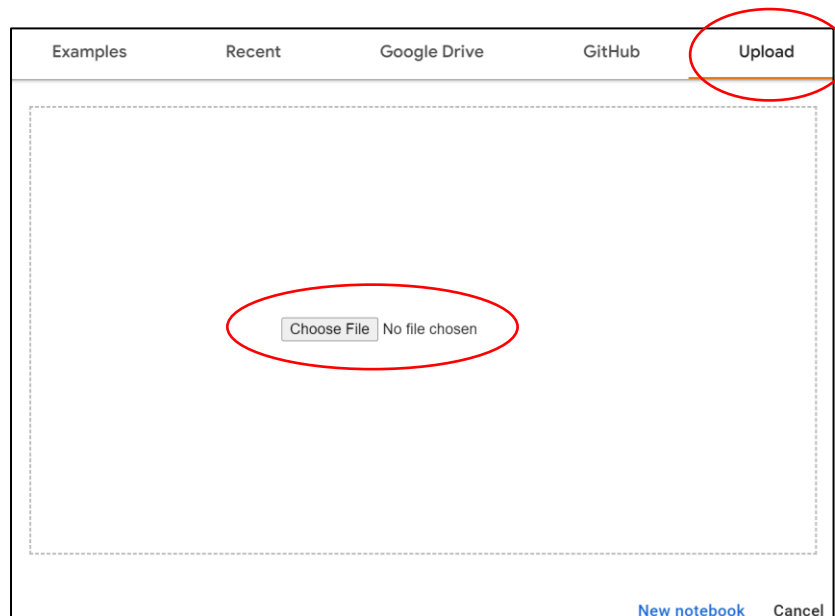 Examples Recent Google Drive GitHub Upload
Choose File No file chosen
New notebook Cancel